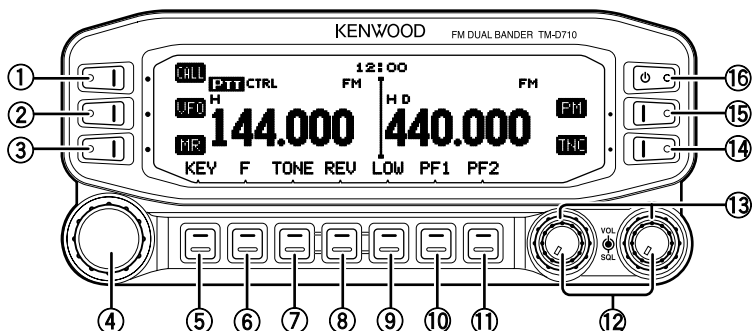 KENWOOD FM DUAL BANDER TM-D710
12:00
CALL PTT CTRL FM FM
VFO H 144.000 H D 440.000 PM
MR TNC
KEY F TONE REV LOW PF1 PF2
VOL
SQL
① ② ③ ④ ⑤ ⑥ ⑦ ⑧ ⑨ ⑩ ⑪ ⑫ ⑬ ⑭ ⑮ ⑯